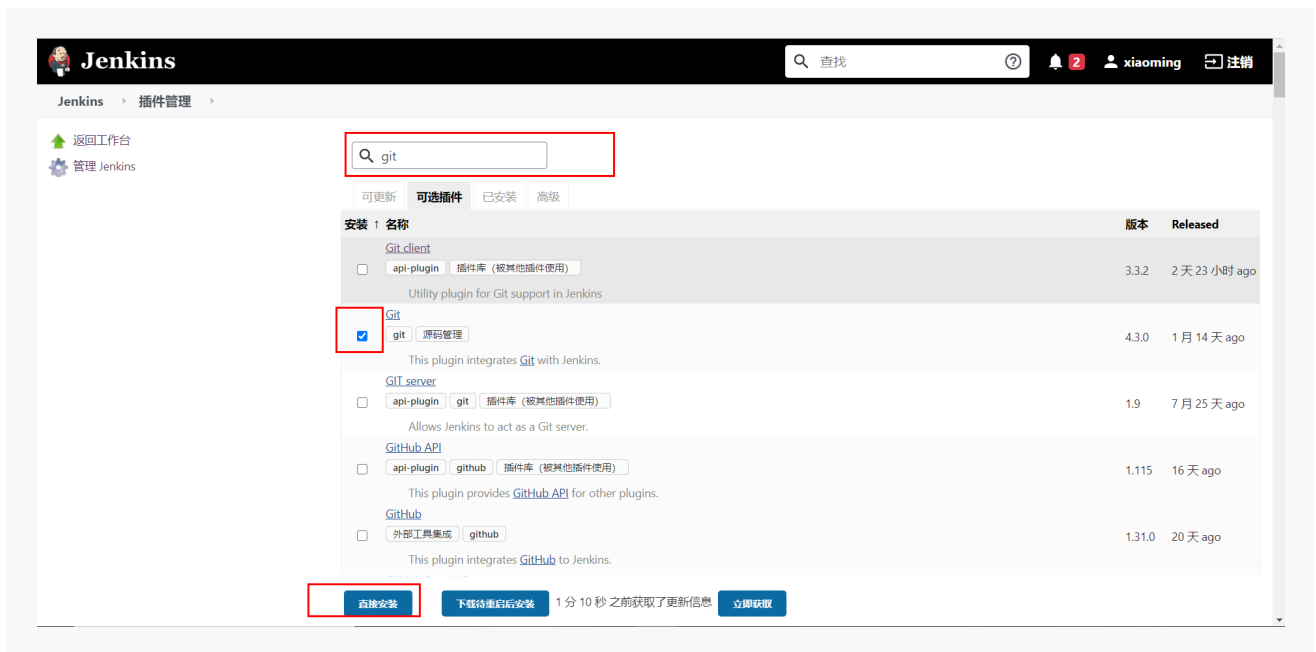 Jenkins 查找 2 xiaoming 注销
Jenkins 插件管理
返回工作台
管理 Jenkins
git
可更新 可选插件 已安装 高级
安装 ↑ 名称 版本 Released
Git client
api-plugin 插件库（被其他插件使用）
3.3.2 2 天 23 小时 ago
Utility plugin for Git support in Jenkins
Git
git 源码管理
4.3.0 1 月 14 天 ago
This plugin integrates Git with Jenkins.
GIT server
api-plugin git 插件库（被其他插件使用）
1.9 7 月 25 天 ago
Allows Jenkins to act as a Git server.
GitHub API
api-plugin github 插件库（被其他插件使用）
1.115 16 天 ago
This plugin provides GitHub API for other plugins.
GitHub
外部工具集成 github
1.31.0 20 天 ago
This plugin integrates GitHub to Jenkins.
直接安装 下载待重启后安装 1 分 10 秒 之前获取了更新信息 立即获取